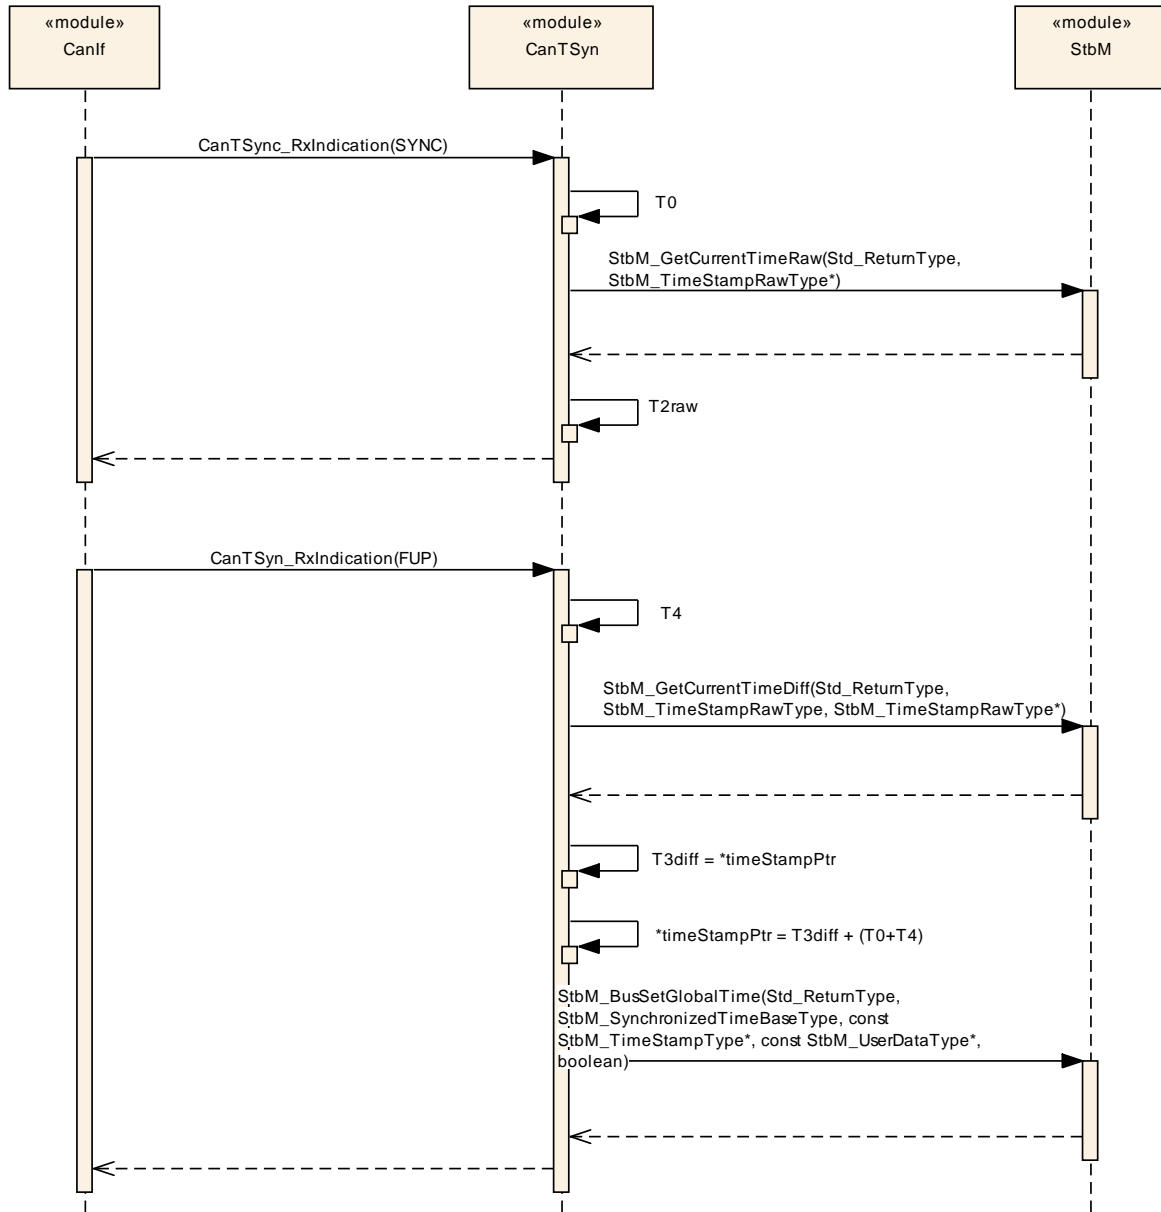 «module»
CanIf
«module»
CanTSyn
«module»
StbM
CanTSync_RxIndication(SYNC)
T0
StbM_GetCurrentTimeRaw(Std_ReturnType,
StbM_TimeStampRawType*)
T2raw
CanTSyn_RxIndication(FUP)
T4
StbM_GetCurrentTimeDiff(Std_ReturnType,
StbM_TimeStampRawType, StbM_TimeStampRawType*)
T3diff = *timeStampPtr
*timeStampPtr = T3diff + (T0+T4)
StbM_BusSetGlobalTime(Std_ReturnType,
StbM_SynchronizedTimeBaseType, const
StbM_TimeStampType*, const StbM_UserDataType*,
boolean)